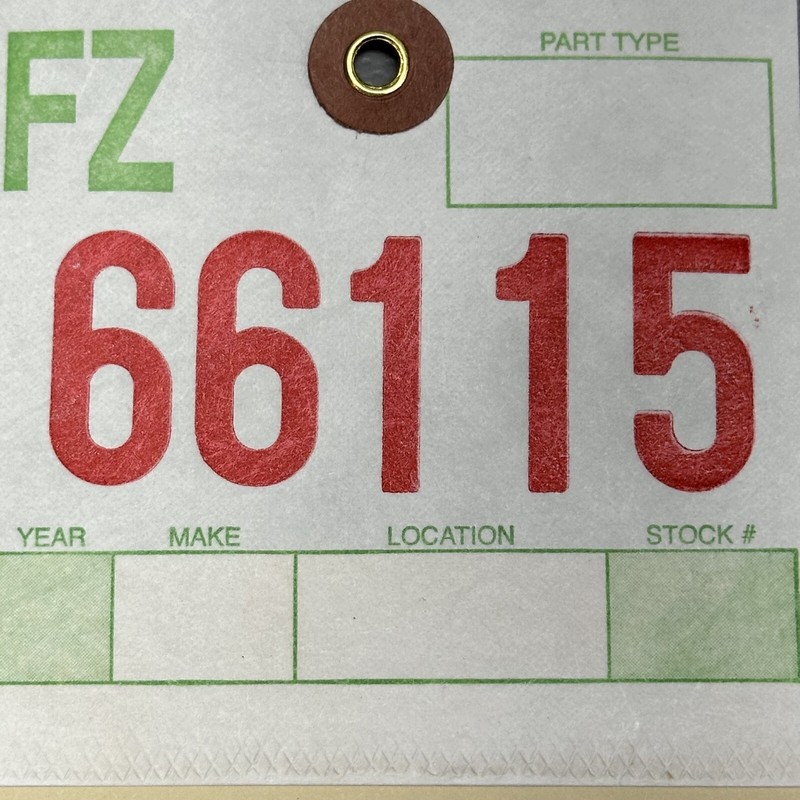 FZ
PART TYPE
66115
YEAR MAKE LOCATION STOCK #